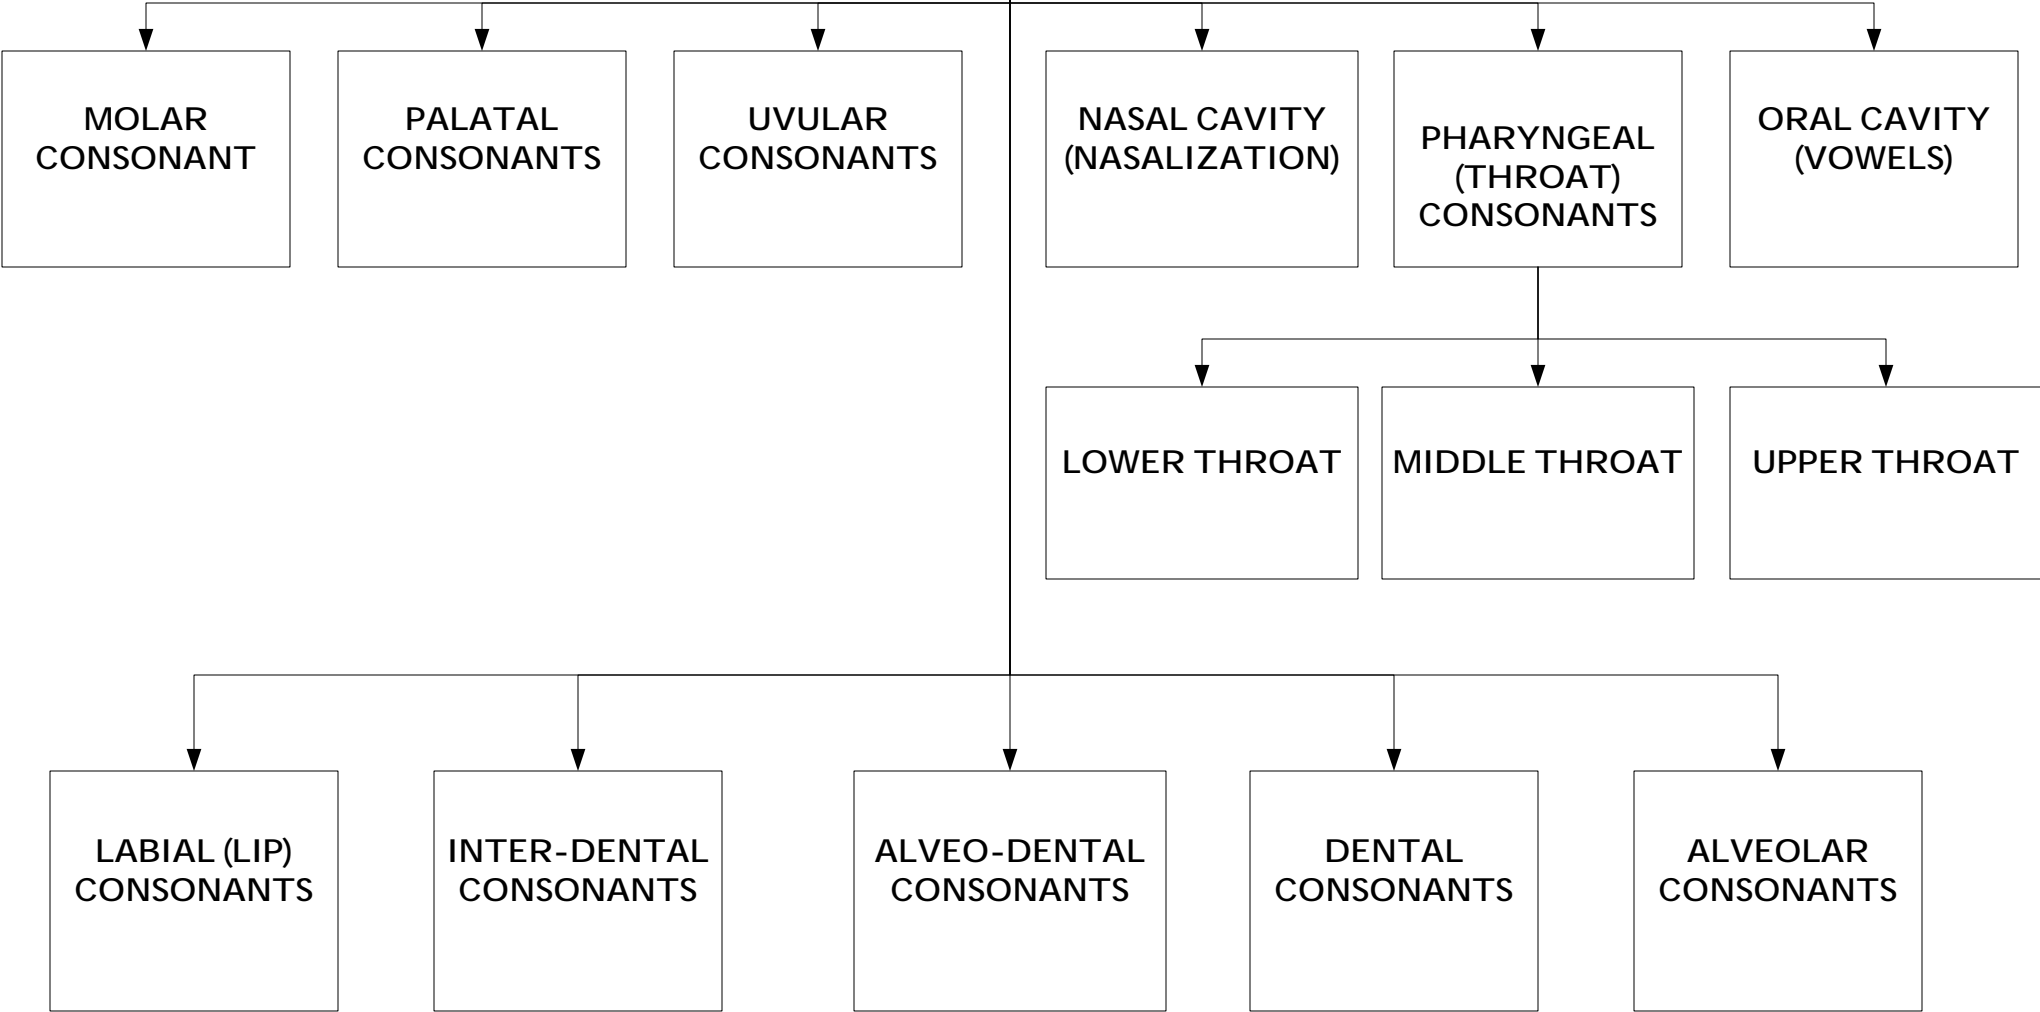 MOLAR
CONSONANT
PALATAL
CONSONANTS
UVULAR
CONSONANTS
NASAL CAVITY
(NASALIZATION)
PHARYNGEAL
(THROAT)
CONSONANTS
ORAL CAVITY
(VOWELS)
LOWER THROAT
MIDDLE THROAT
UPPER THROAT
LABIAL (LIP)
CONSONANTS
INTER-DENTAL
CONSONANTS
ALVEO-DENTAL
CONSONANTS
DENTAL
CONSONANTS
ALVEOLAR
CONSONANTS